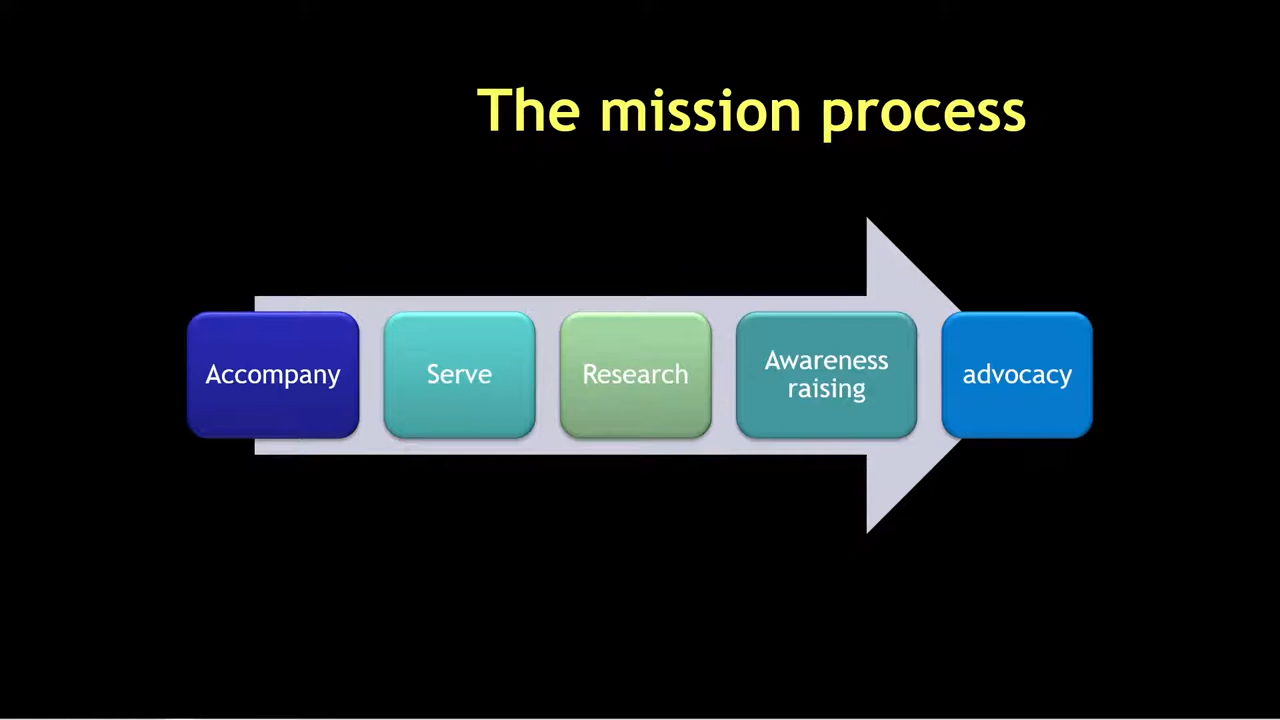 The mission process
Accompany
Serve
Research
Awareness
raising
advocacy